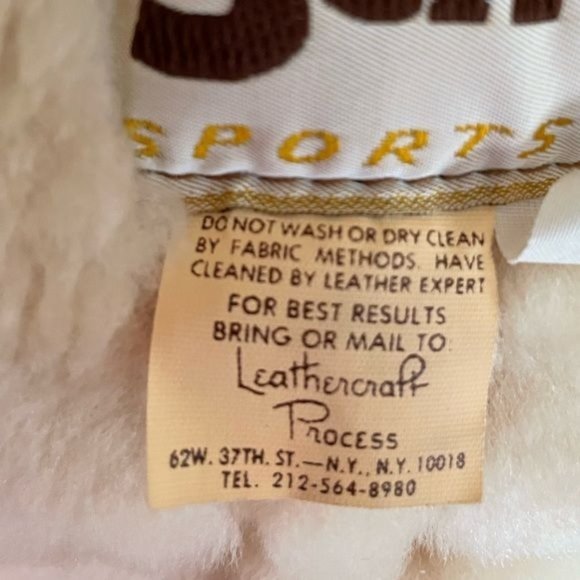 SPORTS
DO NOT WASH OR DRY CLEAN
BY FABRIC METHODS. HAVE
CLEANED BY LEATHER EXPERT
FOR BEST RESULTS
BRING OR MAIL TO:
Leathercraft
Process
62W. 37TH. ST.—N.Y., N.Y. 10018
TEL. 212-564-8980